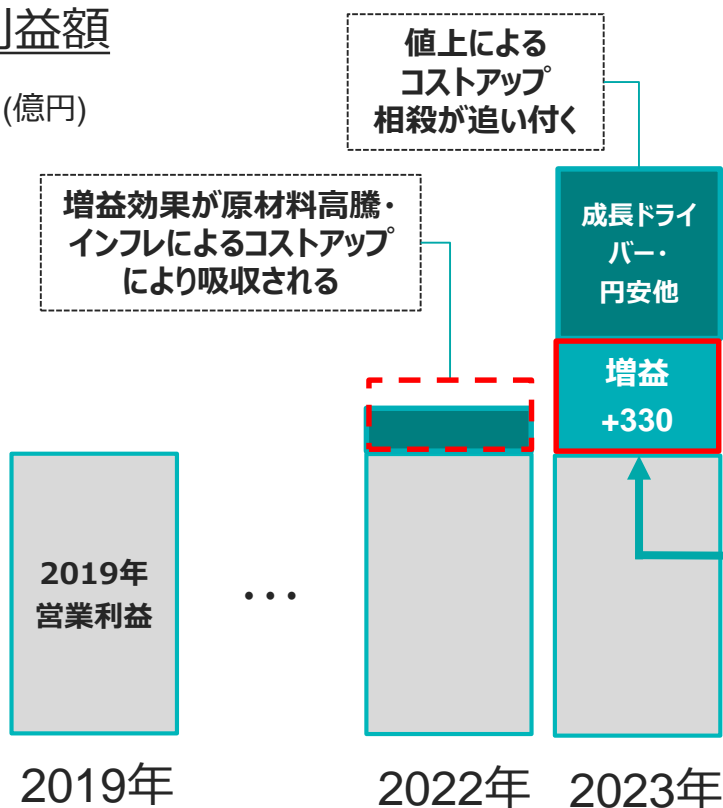 益額
(億円)
値上による
コストアップ
相殺が追い付く
増益効果が原材料高騰・
インフレによるコストアップ
により吸収される
成長ドライ
バー・
円安他
増益
+330
2019年
営業利益
・・・
2019年
2022年
2023年